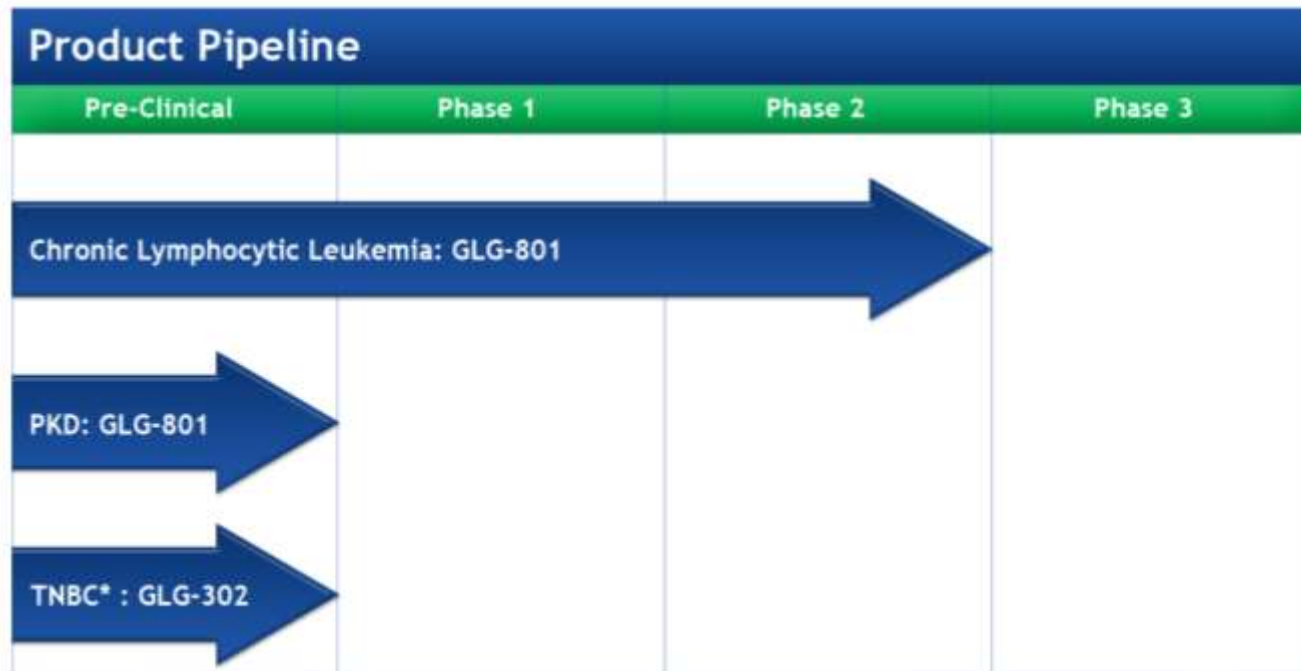 Product Pipeline
Pre-Clinical Phase 1 Phase 2 Phase 3
Chronic Lymphocytic Leukemia: GLG-801
PKD: GLG-801
TNBC* : GLG-302